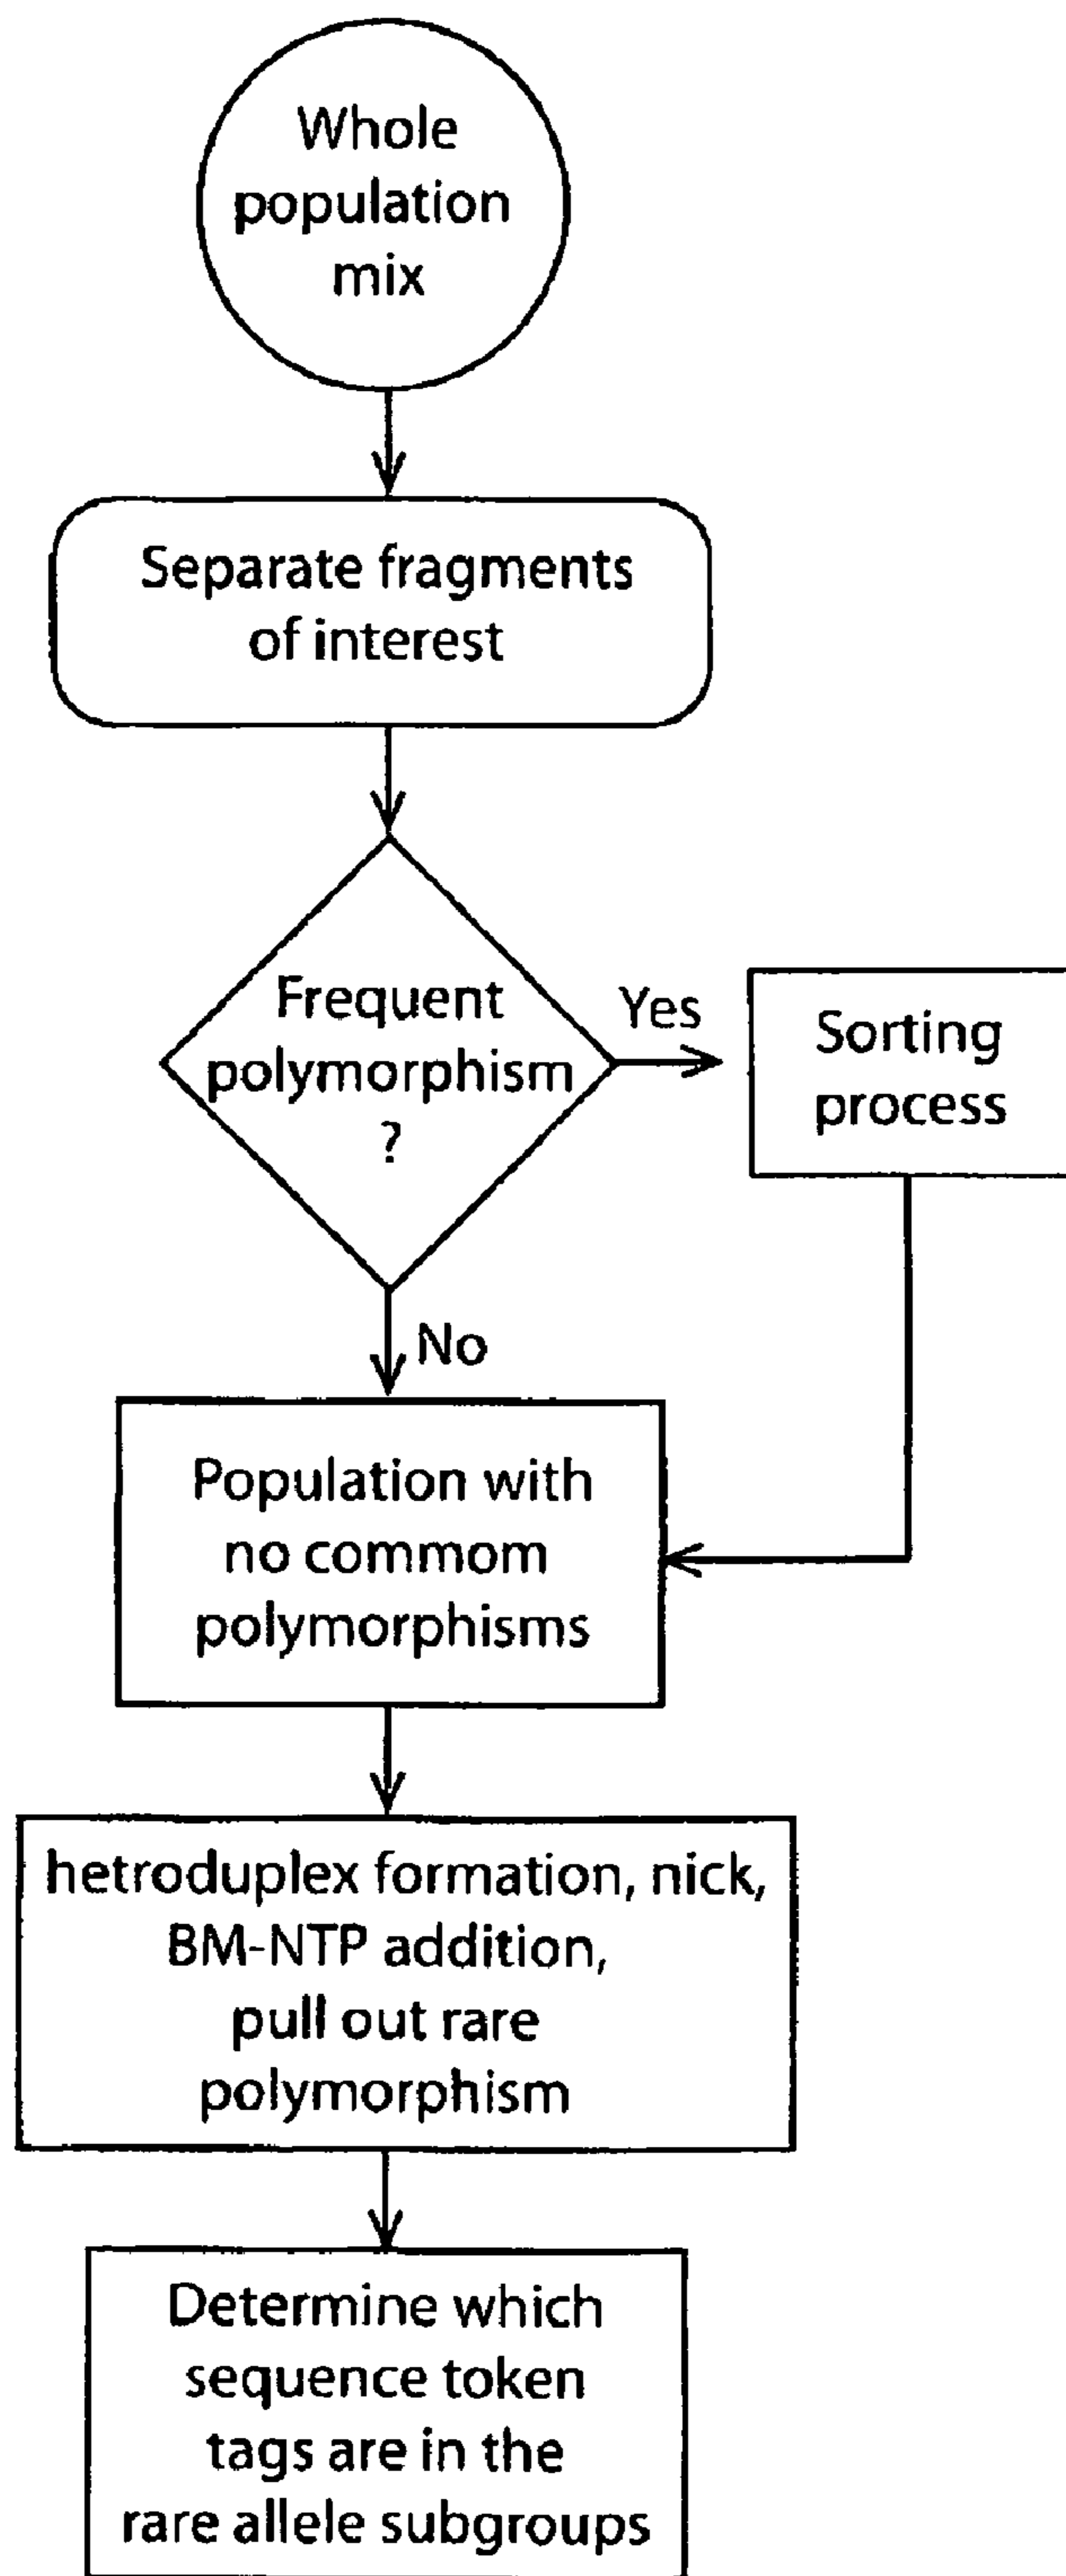 Whole
population
mix
Separate fragments
of interest
Frequent
polymorphism
?
Yes
Sorting
process
No
Population with
no commom
polymorphisms
hetroduplex formation, nick,
BM-NTP addition,
pull out rare
polymorphism
Determine which
sequence token
tags are in the
rare allele subgroups